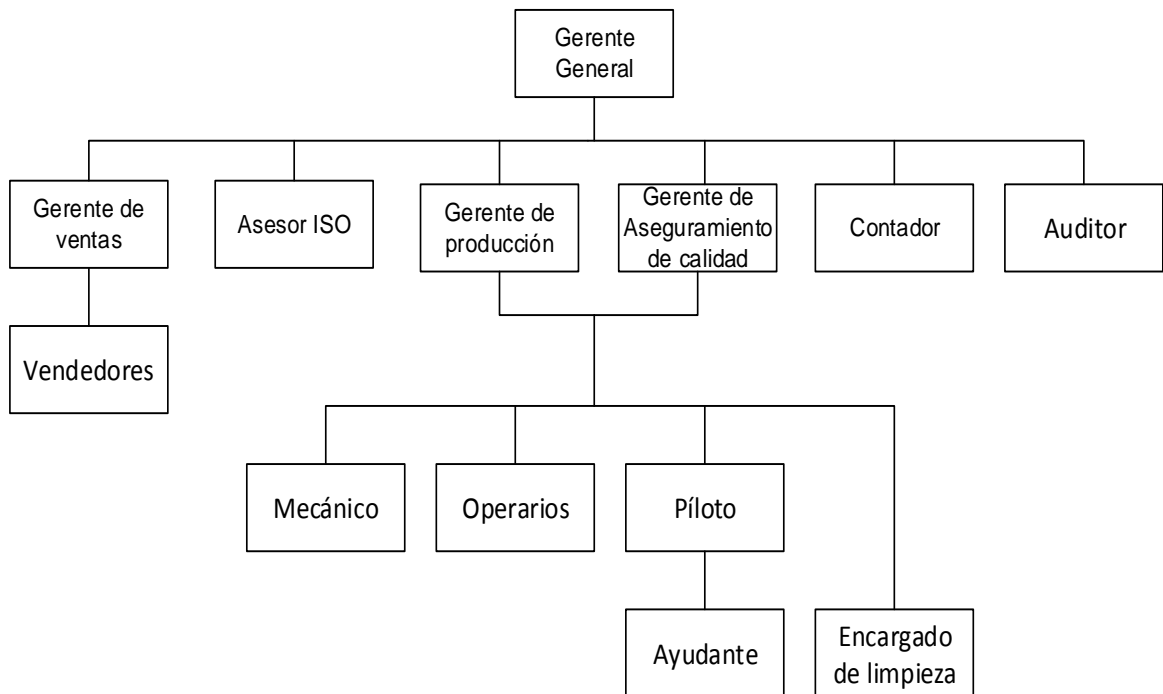 Gerente
General
Gerente de
ventas
Asesor ISO
Gerente de
producción
Gerente de
Aseguramiento
de calidad
Contador
Auditor
Vendedores
Mecánico
Operarios
Píloto
Ayudante
Encargado
de limpieza